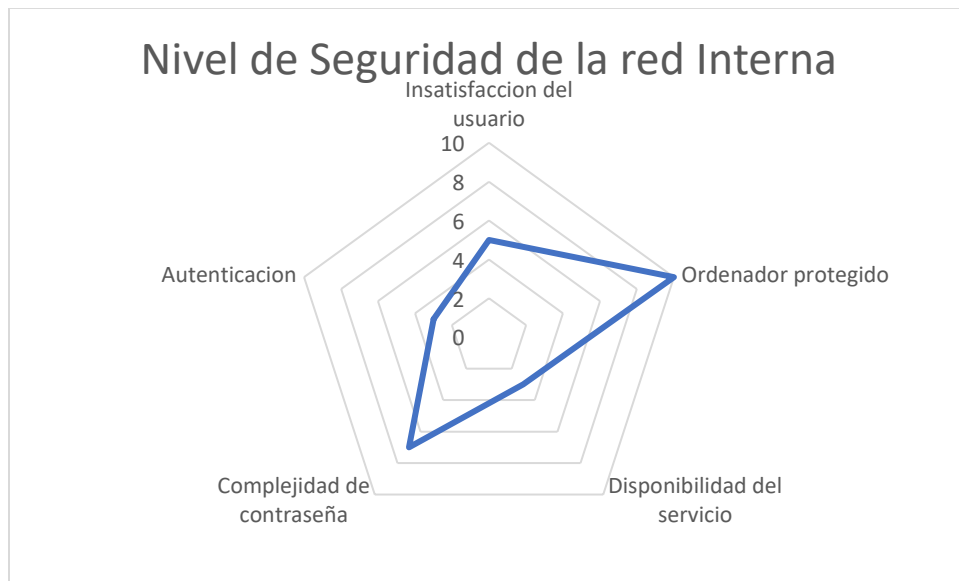 Nivel de Seguridad de la red Interna
Insatisfaccion del
usuario
10
8
6
4
2
0
Ordenador protegido
Disponibilidad del
servicio
Complejidad de
contraseña
Autenticacion